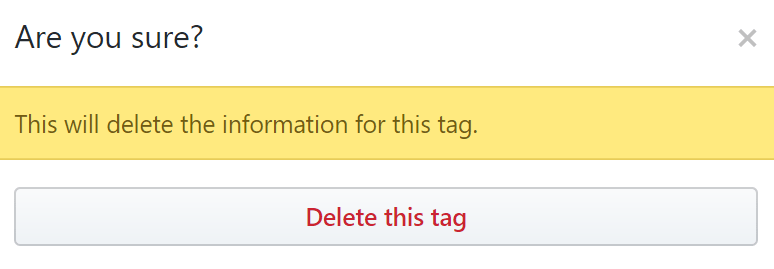 Are you sure?
This will delete the information for this tag.
Delete this tag